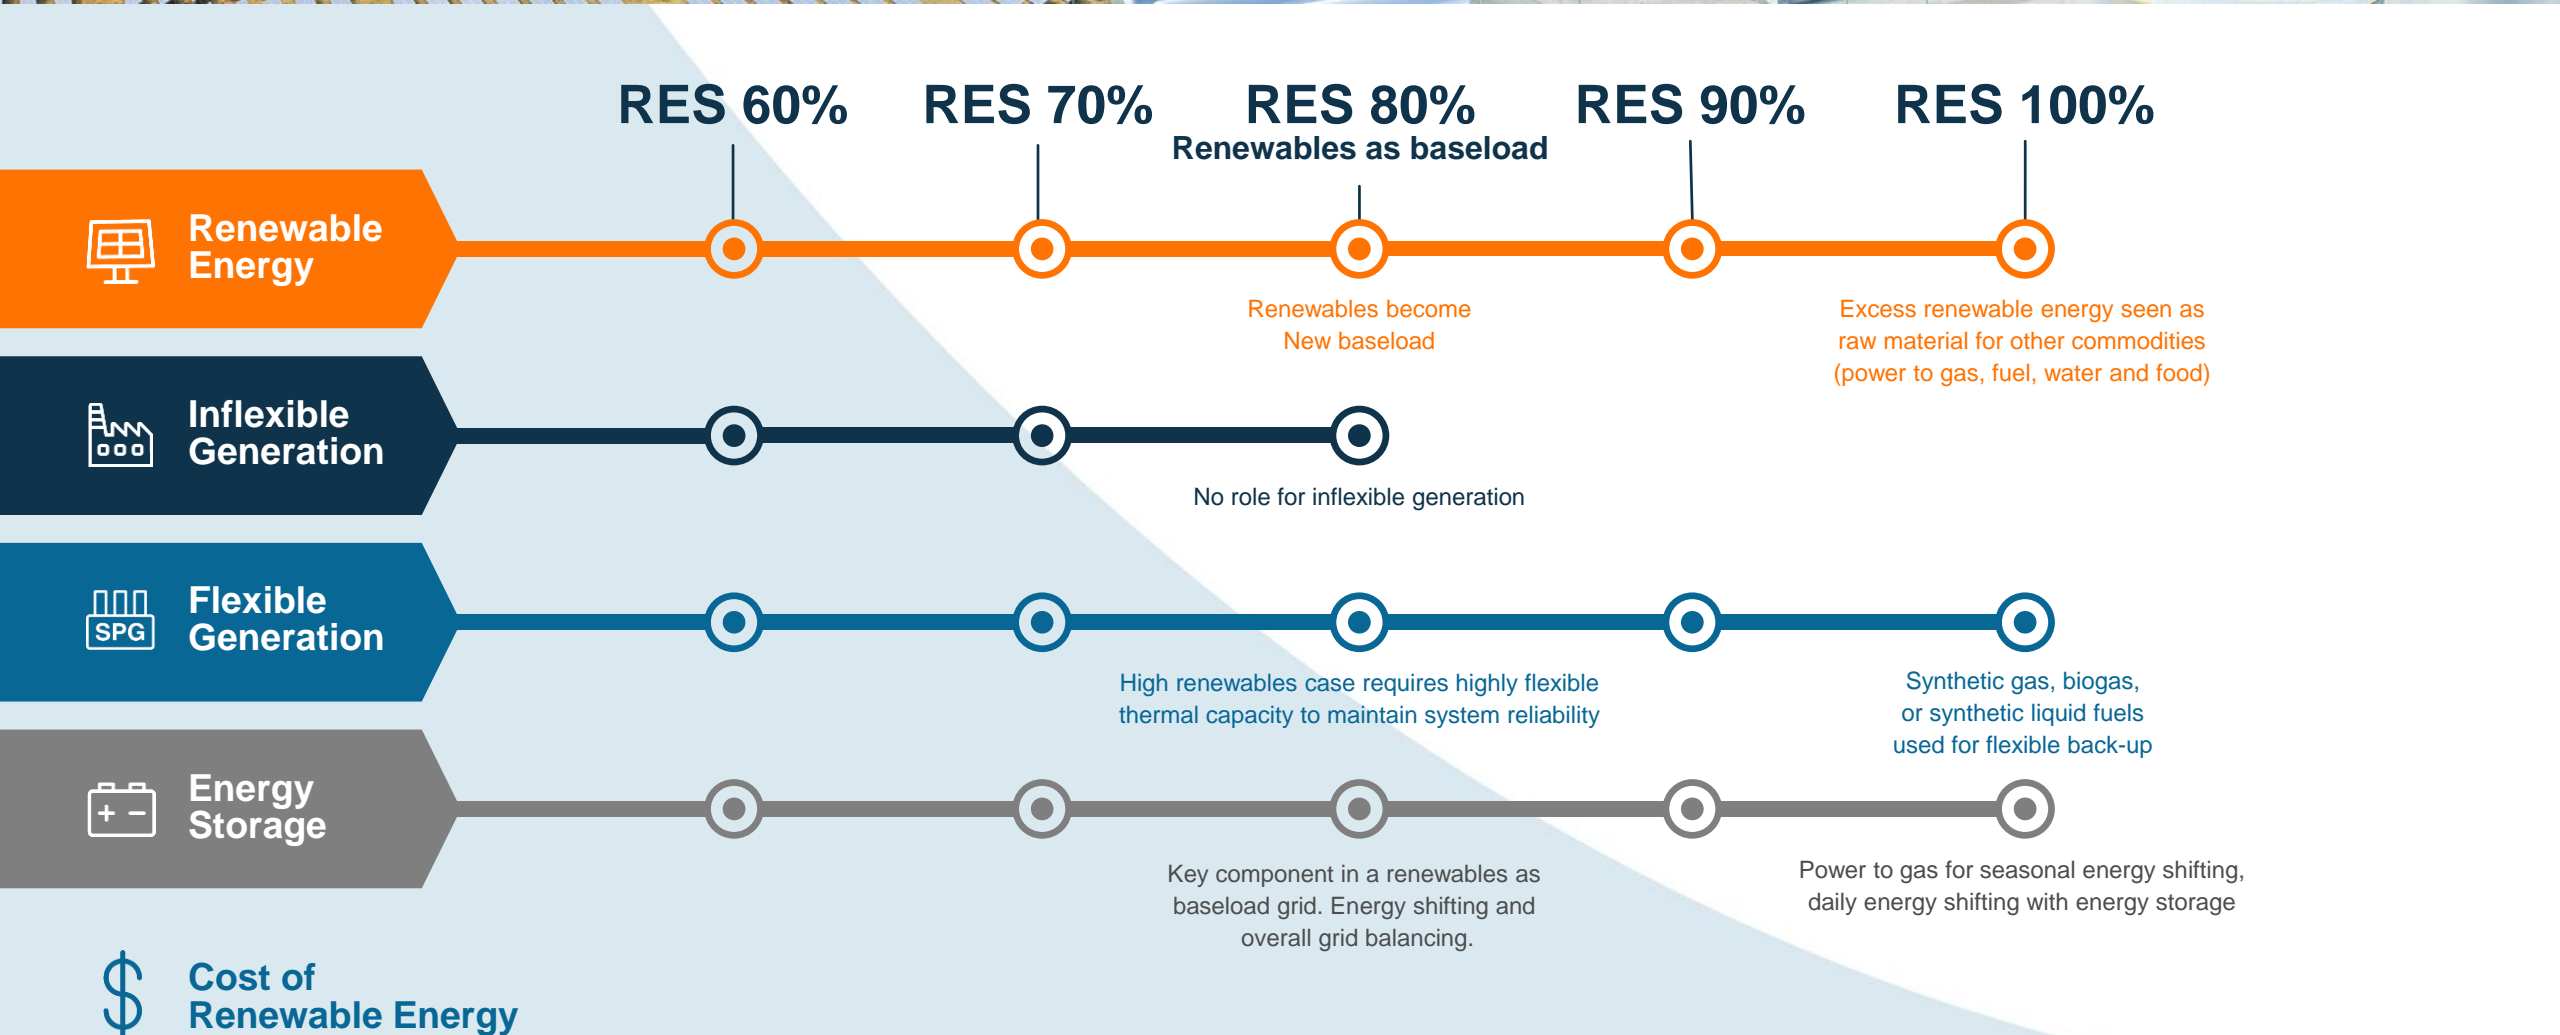 RES 60%
RES 70%
RES 80%
RES 90%
RES 100%
Renewables as baseload
Renewable
Energy
Renewables become
New baseload
Excess renewable energy seen as
raw material for other commodities
(power to gas, fuel, water and food)
Inflexible
Generation
No role for inflexible generation
SPG
Flexible
Generation
High renewables case requires highly flexible
thermal capacity to maintain system reliability
Synthetic gas, biogas,
or synthetic liquid fuels
used for flexible back-up
Energy
Storage
Key component in a renewables as
baseload grid. Energy shifting and
overall grid balancing.
Power to gas for seasonal energy shifting,
daily energy shifting with energy storage
$
Cost of
Renewable Energy